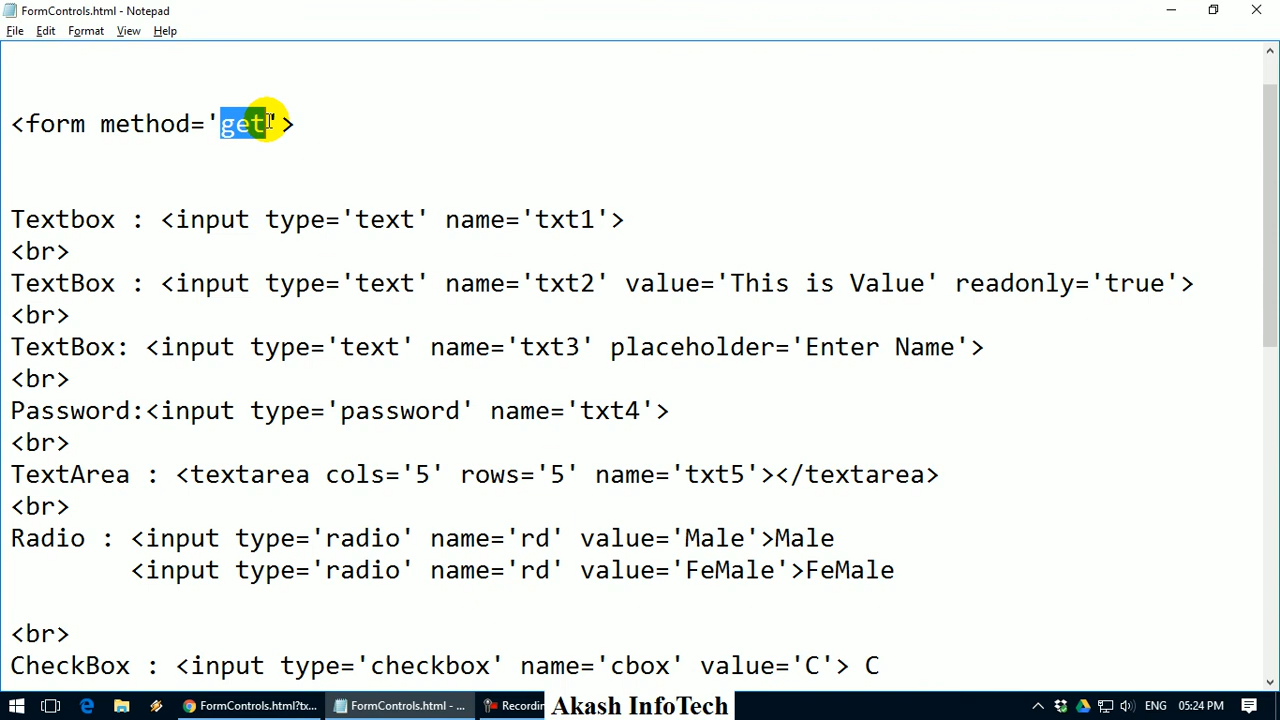 FormControls.html - Notepad
File Edit Format View Help
<form method='get'>
Textbox : <input type='text' name='txt1'>
<br>
TextBox : <input type='text' name='txt2' value='This is Value' readonly='true'>
<br>
TextBox: <input type='text' name='txt3' placeholder='Enter Name'>
<br>
Password:<input type='password' name='txt4'>
<br>
TextArea : <textarea cols='5' rows='5' name='txt5'></textarea>
<br>
Radio : <input type='radio' name='rd' value='Male'>Male
<input type='radio' name='rd' value='FeMale'>FeMale
<br>
CheckBox : <input type='checkbox' name='cbox' value='C'> C
FormControls.html?tx... FormControls.html - ... Recordin Akash InfoTech ENG 05:24 PM